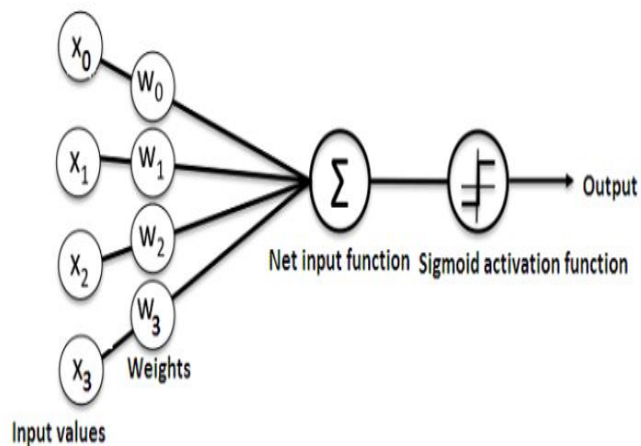 X0
W0
X1
W1
Σ
Output
X2
W2
Net input function
Sigmoid activation function
W3
X3
Weights
Input values